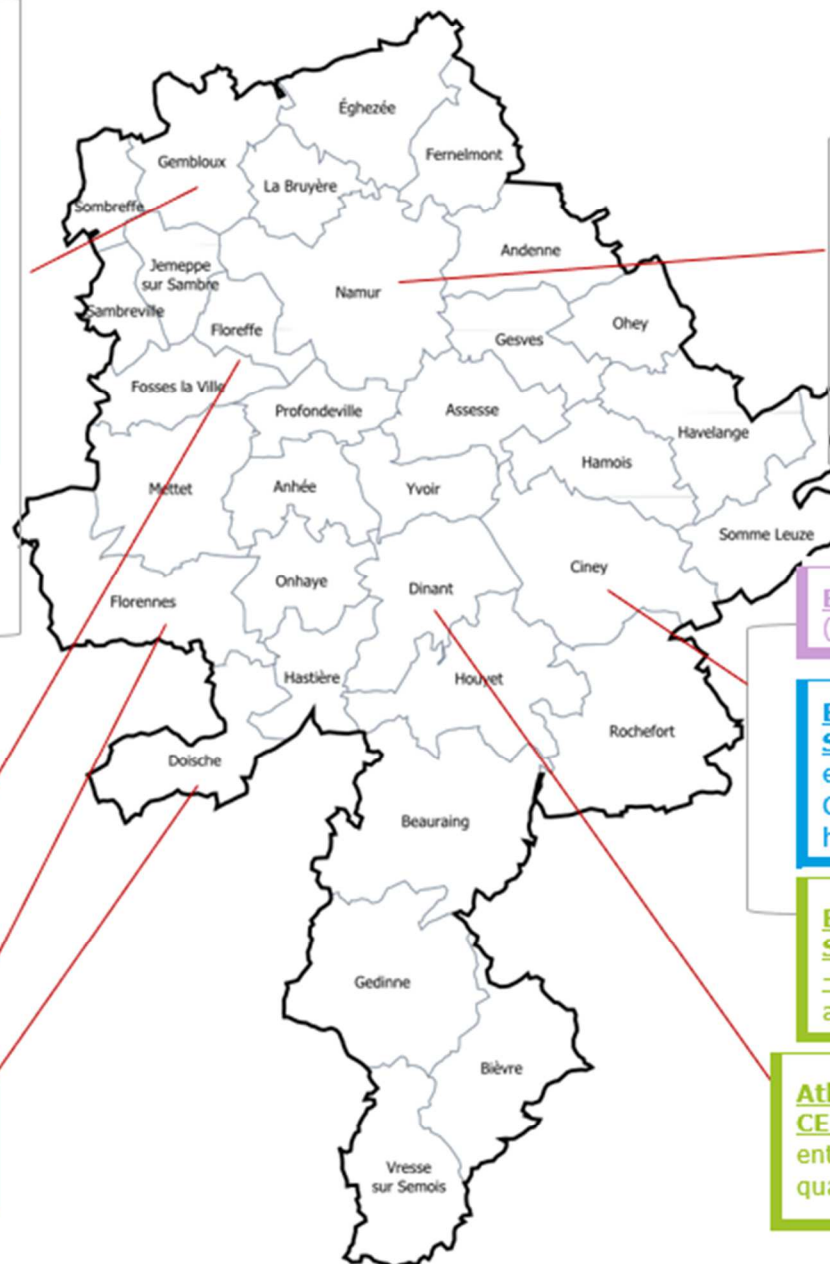 Éghezée
Gembloux
Fernelmont
La Bruyère
Sombreffe
Andenne
Jemeppe
sur Sambre
Namur
Sambreville
Floreffe
Ohey
Gesves
Fosses la Ville
Profondeville
Assesse
Havelange
Hamois
Mettet
Anhée
Yvoir
Somme Leuze
Ciney
Onhaye
Dinant
Florennes
Hastière
Houyet
Rochefort
Doische
Beauraing
Gedinne
Bièvre
Vresse
sur Semois
CE
ent